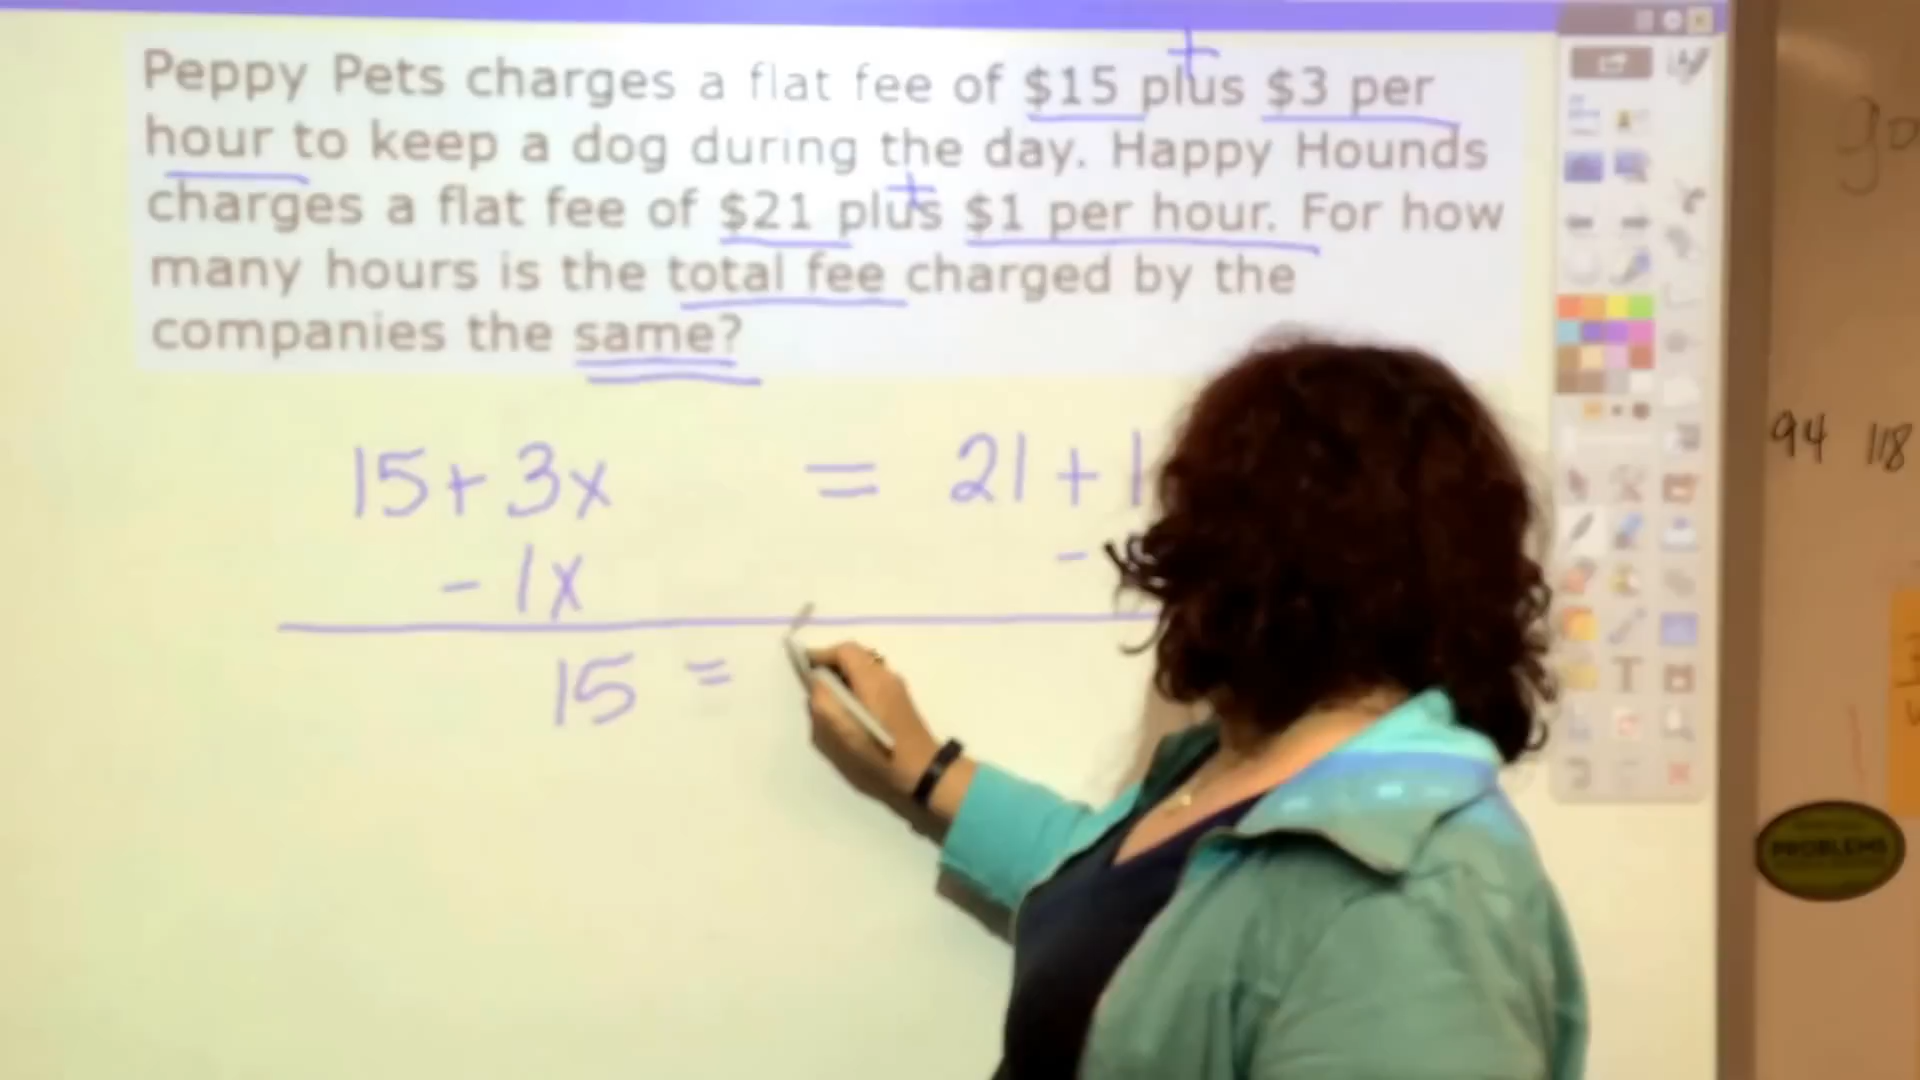 Peppy Pets charges a flat fee of $15 plus $3 per
hour to keep a dog during the day. Happy Hounds
charges a flat fee of $21 plus $1 per hour. For how
many hours is the total fee charged by the
companies the same?
+
+
15 + 3x = 21 + 1
- 1x -
15 =
94 118
PROBLEMS
T